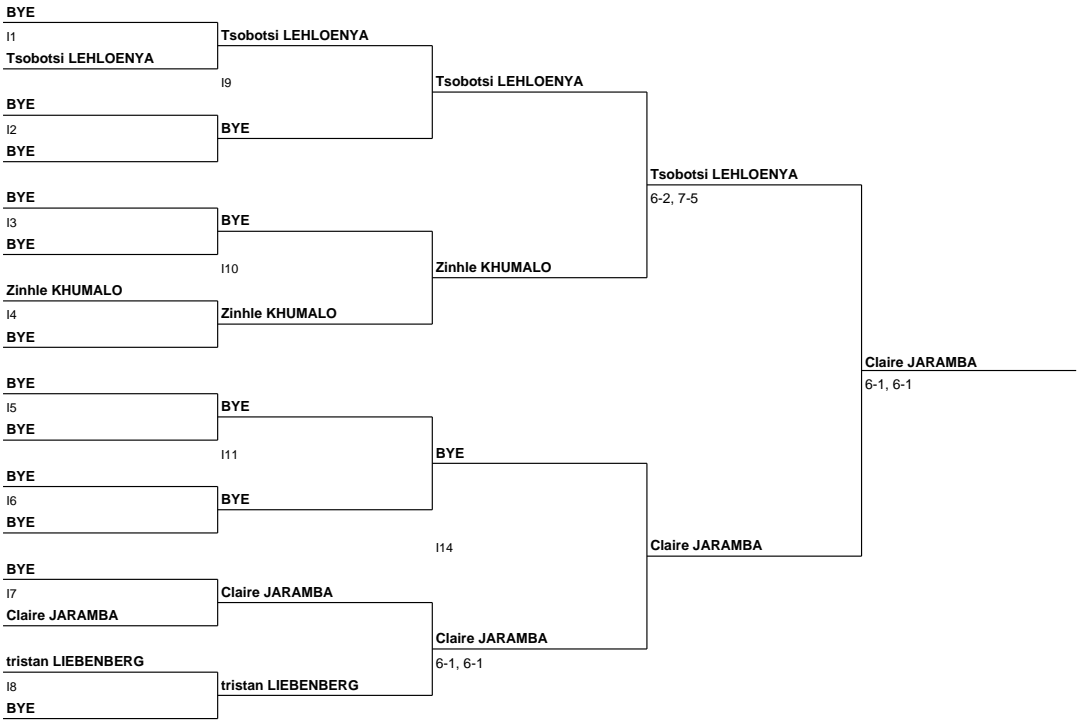 BYE
I1
Tsobotsi LEHLOENYA
BYE
I2
BYE
BYE
I3
BYE
Zinhle KHUMALO
I4
BYE
BYE
I5
BYE
BYE
I6
BYE
BYE
I7
Claire JARAMBA
tristan LIEBENBERG
I8
BYE
Tsobotsi LEHLOENYA
I9
BYE
BYE
I10
Zinhle KHUMALO
BYE
I11
BYE
Claire JARAMBA
tristan LIEBENBERG
Tsobotsi LEHLOENYA
Zinhle KHUMALO
BYE
I14
Claire JARAMBA
6-1, 6-1
Tsobotsi LEHLOENYA
6-2, 7-5
Claire JARAMBA
Claire JARAMBA
6-1, 6-1